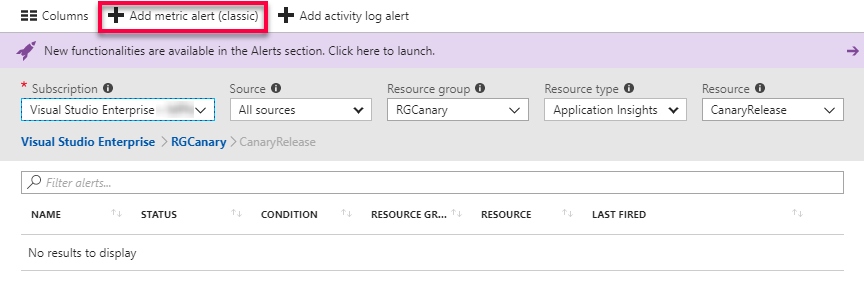 Columns Add metric alert (classic) Add activity log alert
New functionalities are available in the Alerts section. Click here to launch.
* Subscription Source Resource group Resource type Resource
Visual Studio Enterprise All sources RGCanary Application Insights CanaryRelease
Visual Studio Enterprise > RGCanary > CanaryRelease
Filter alerts...
NAME STATUS CONDITION RESOURCE GR... RESOURCE LAST FIRED
No results to display